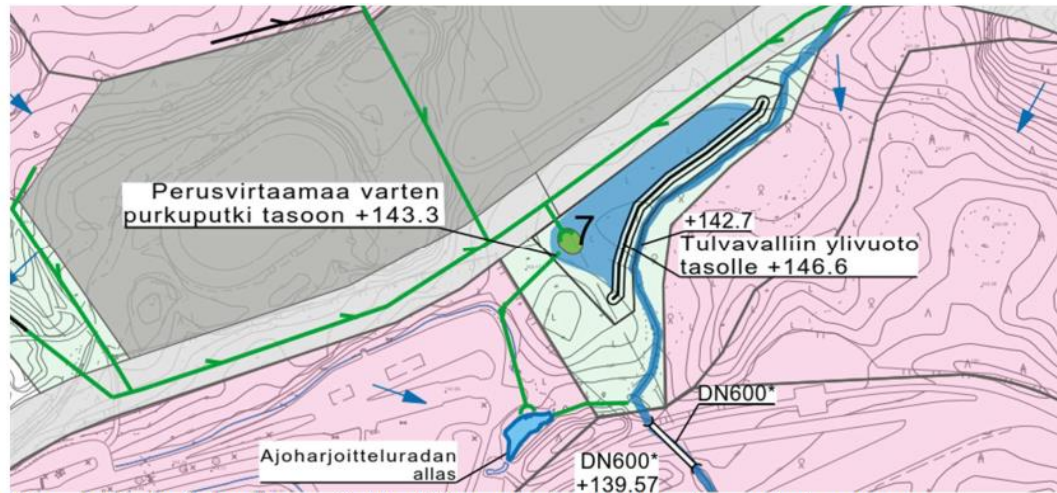 Perusvirtaamaa varten
purkuputki tasoon +143.3
7
+142.7
Tulvavalliin ylivuoto
tasolle +146.6
DN600*
Ajoharjoitteluradan
allas
DN600*
+139.57